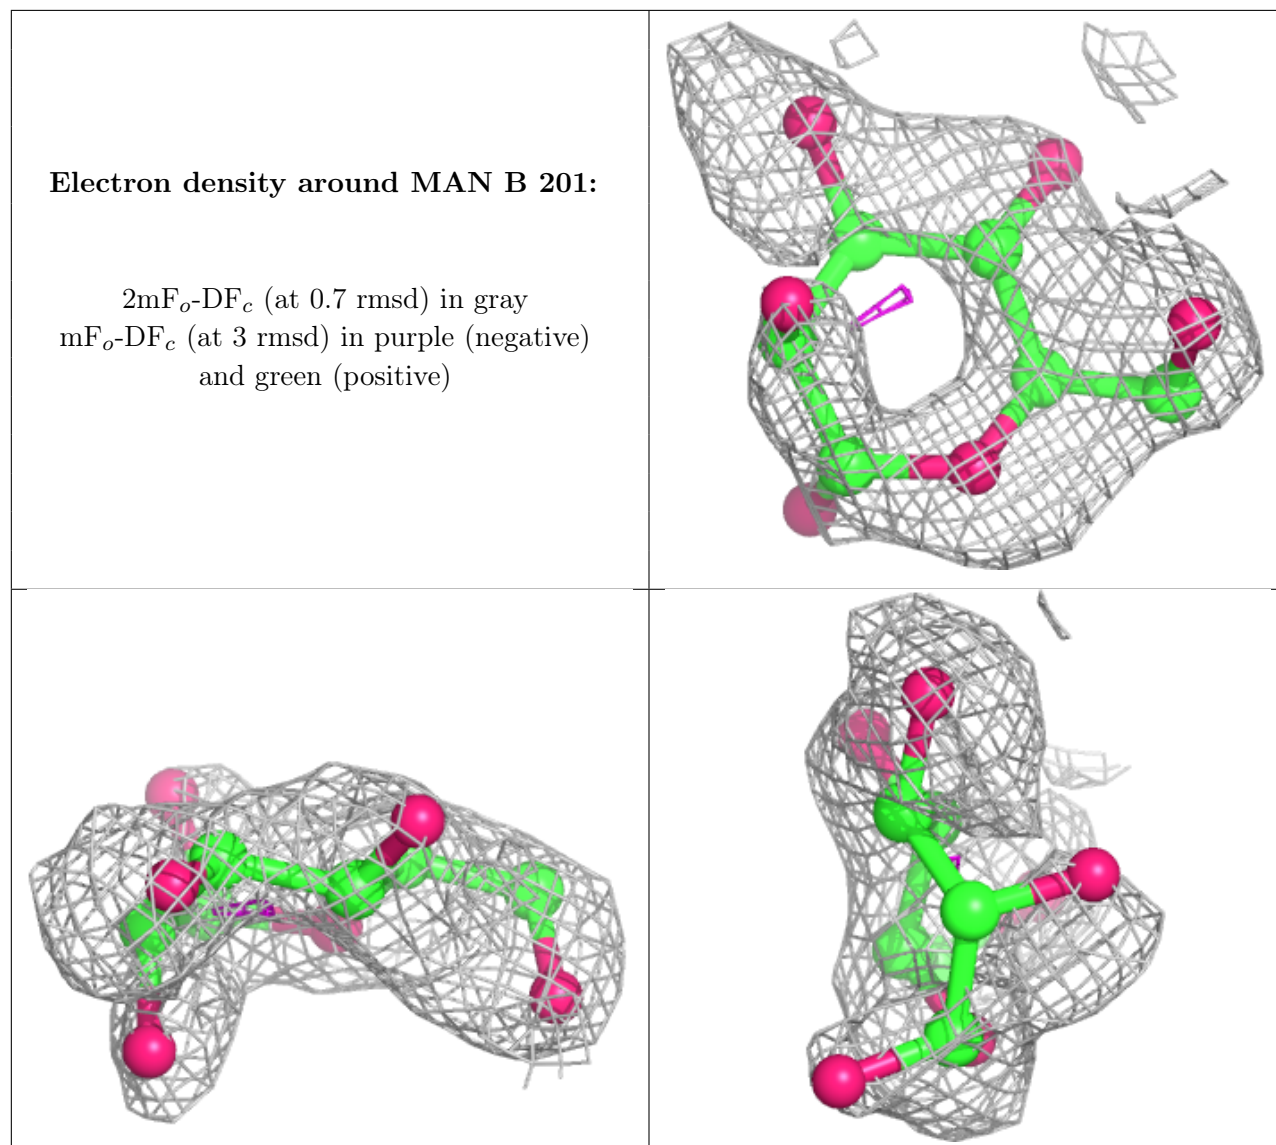 Electron density around MAN B 201:
2mFo-DFc (at 0.7 rmsd) in gray
mFo-DFc (at 3 rmsd) in purple (negative)
and green (positive)